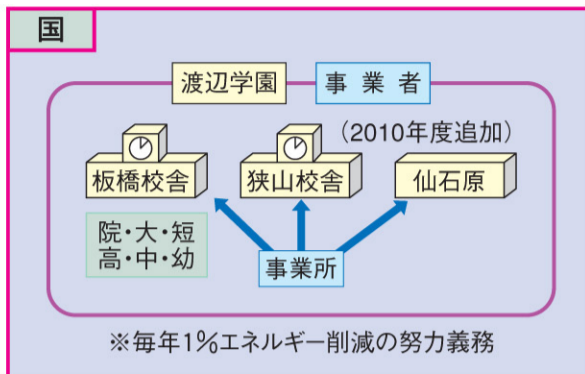 国
渡辺学園 事業者
(2010年度追加)
板橋校舎 狭山校舎 仙石原
院・大・短
高・中・幼
事業所
※毎年1%エネルギー削減の努力義務